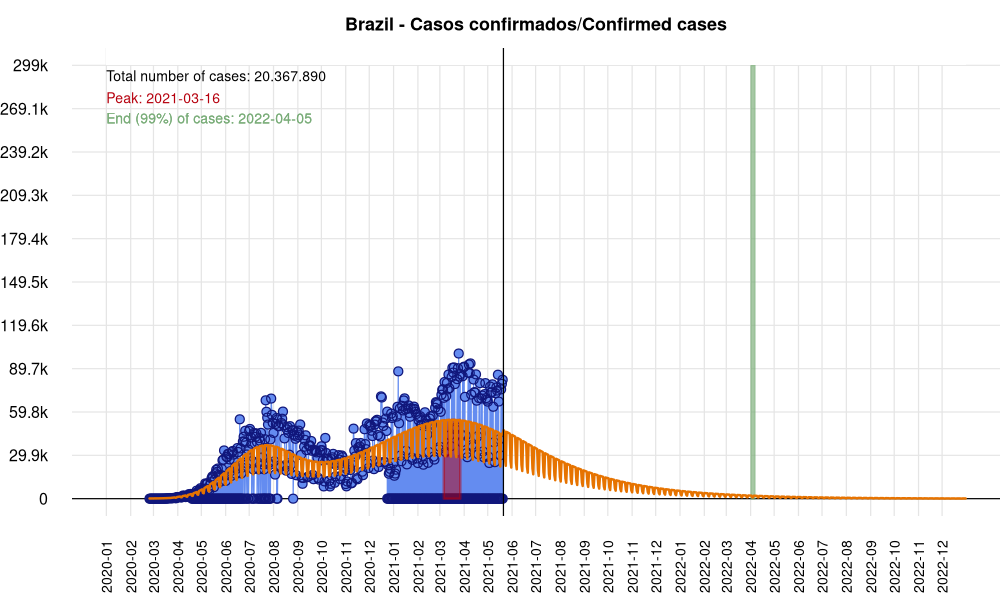 Brazil - Casos confirmados/Confirmed cases
Total number of cases: 20.367.890
Peak: 2021-03-16
End (99%) of cases: 2022-04-05
299k
269.1k
239.2k
209.3k
179.4k
149.5k
119.6k
89.7k
59.8k
29.9k
0
2020-01
2020-02
2020-03
2020-04
2020-05
2020-06
2020-07
2020-08
2020-09
2020-10
2020-11
2020-12
2021-01
2021-02
2021-03
2021-04
2021-05
2021-06
2021-07
2021-08
2021-09
2021-10
2021-11
2021-12
2022-01
2022-02
2022-03
2022-04
2022-05
2022-06
2022-07
2022-08
2022-09
2022-10
2022-11
2022-12